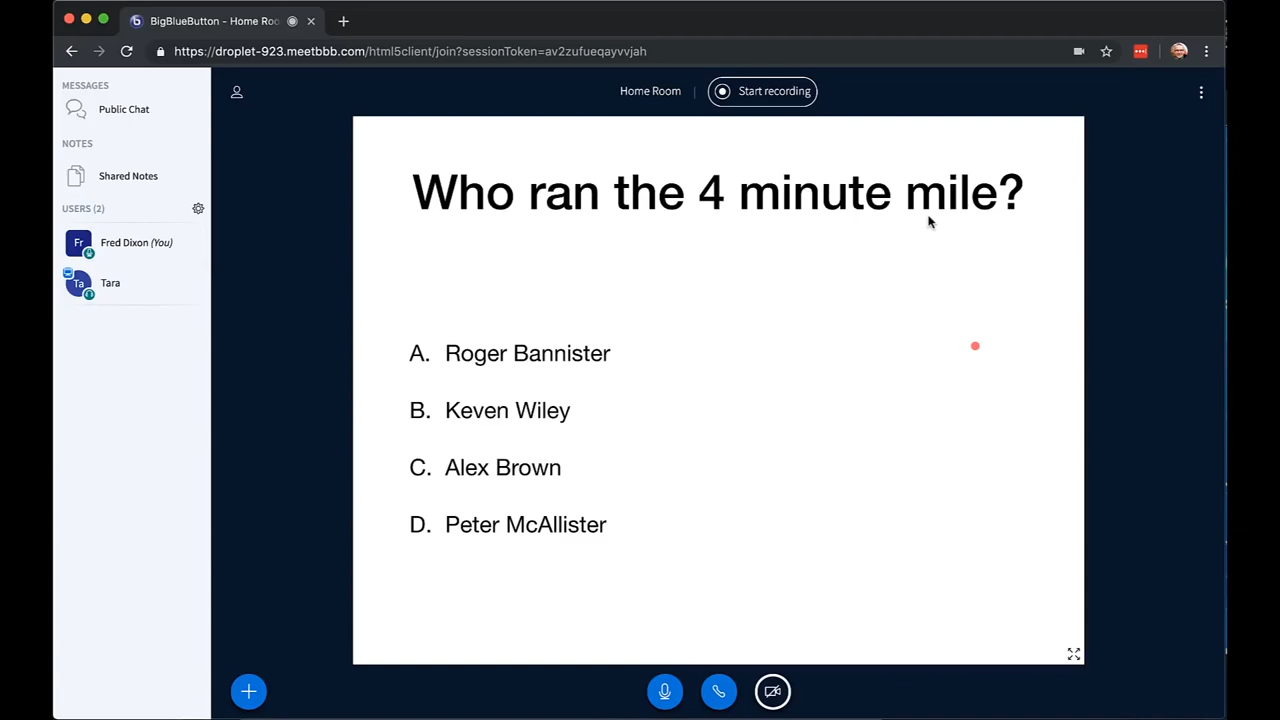 BigBlueButton - Home Roo
https://droplet-923.meetbbb.com/html5client/join?sessionToken=av2zufueqayvvjah
MESSAGES
Public Chat
NOTES
Shared Notes
USERS (2)
Fr Fred Dixon (You)
Ta Tara
Home Room
Start recording
Who ran the 4 minute mile?
A. Roger Bannister
B. Keven Wiley
C. Alex Brown
D. Peter McAllister